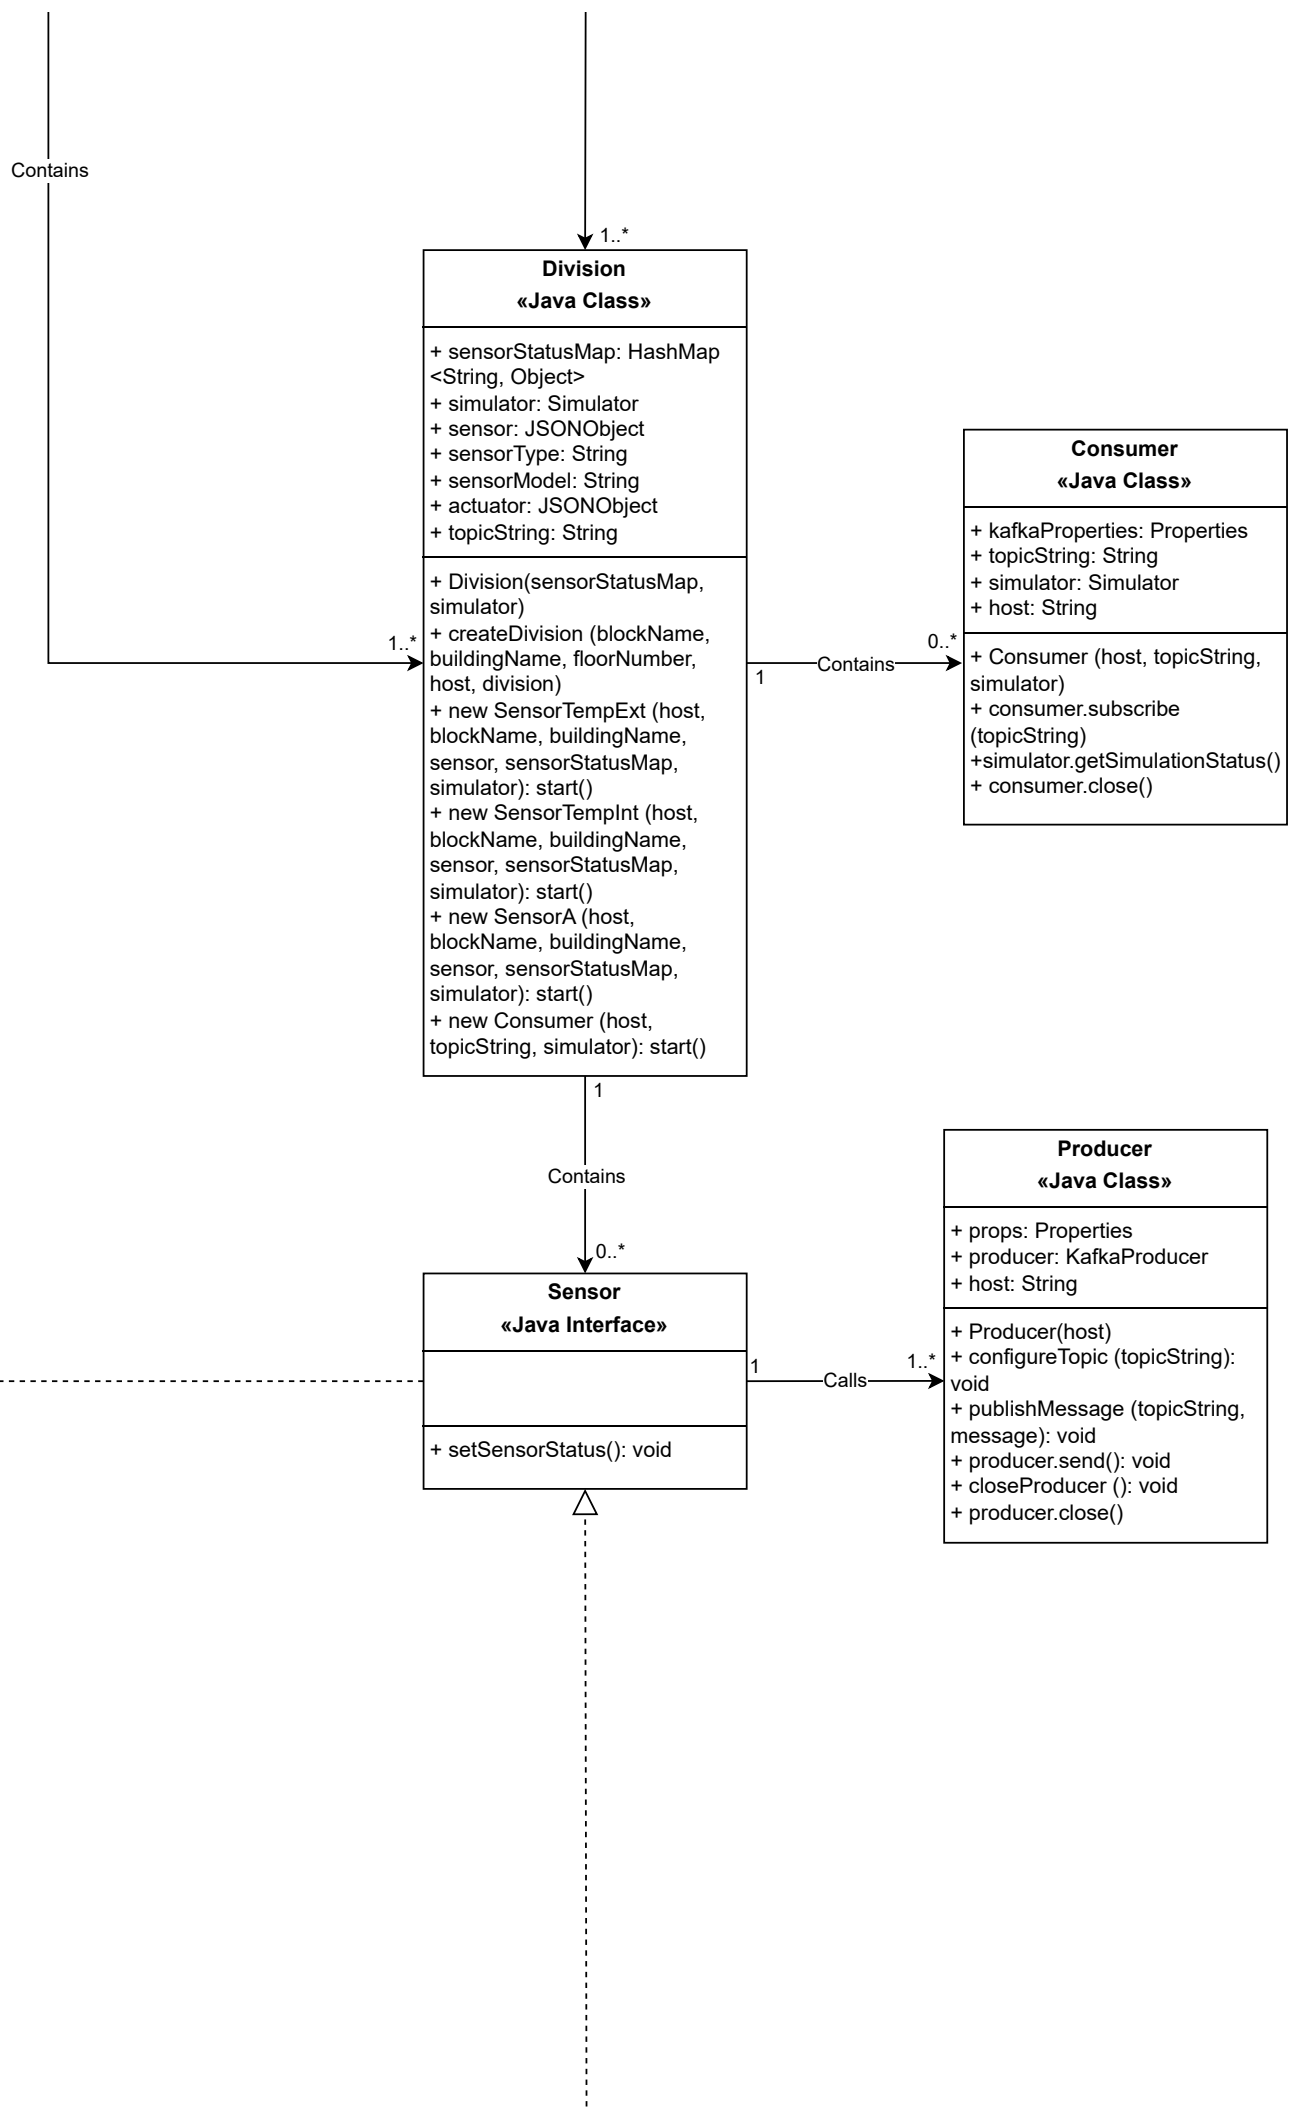 Contains
1..*
Division
«Java Class»
+ sensorStatusMap: HashMap
<String, Object>
+ simulator: Simulator
+ sensor: JSONObject
+ sensorType: String
+ sensorModel: String
+ actuator: JSONObject
+ topicString: String
+ Division(sensorStatusMap,
simulator)
+ createDivision (blockName,
buildingName, floorNumber,
host, division)
+ new SensorTempExt (host,
blockName, buildingName,
sensor, sensorStatusMap,
simulator): start()
+ new SensorTempInt (host,
blockName, buildingName,
sensor, sensorStatusMap,
simulator): start()
+ new SensorA (host,
blockName, buildingName,
sensor, sensorStatusMap,
simulator): start()
+ new Consumer (host,
topicString, simulator): start()
1..*
1
Contains
0..*
Consumer
«Java Class»
+ kafkaProperties: Properties
+ topicString: String
+ simulator: Simulator
+ host: String
+ Consumer (host, topicString,
simulator)
+ consumer.subscribe
(topicString)
+simulator.getSimulationStatus()
+ consumer.close()
1
Contains
0..*
Sensor
«Java Interface»
+ setSensorStatus(): void
1
Calls
1..*
Producer
«Java Class»
+ props: Properties
+ producer: KafkaProducer
+ host: String
+ Producer(host)
+ configureTopic (topicString):
void
+ publishMessage (topicString,
message): void
+ producer.send(): void
+ closeProducer (): void
+ producer.close()